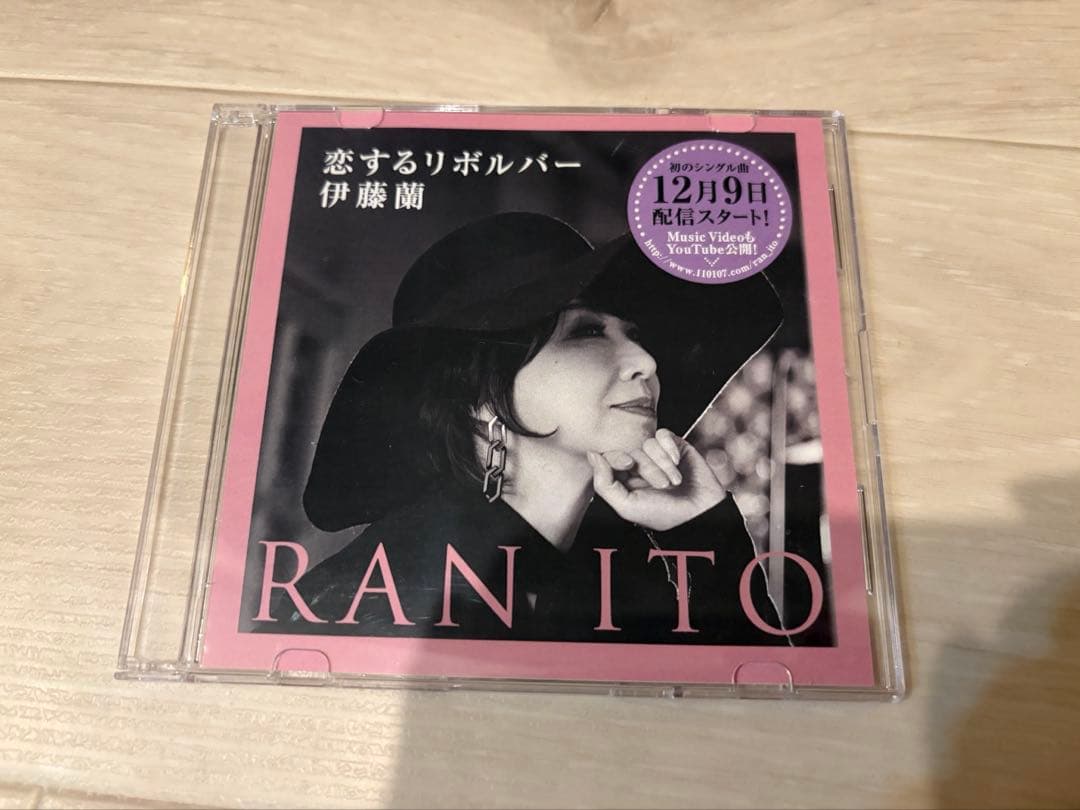 恋するリボルバー
伊藤蘭
初のシングル曲
12月9日
配信スタート!
Music Videoも
YouTube公開!
http://www.110107.com/ran_ito
RAN ITO